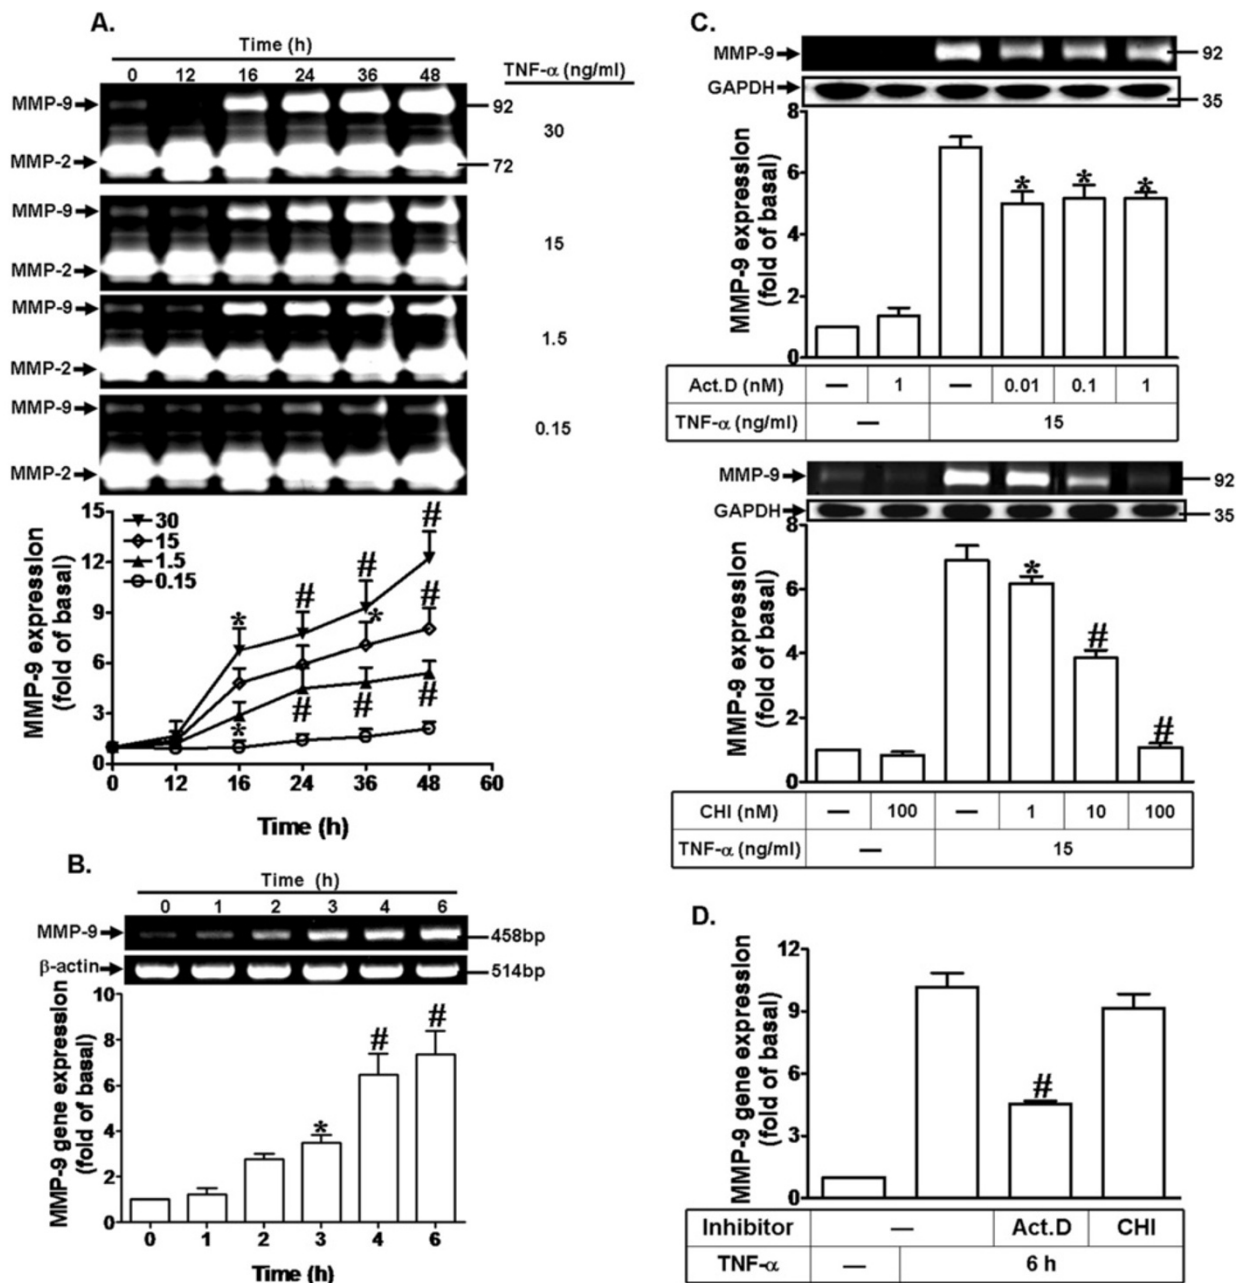 A.
Time (h)
0 12 16 24 36 48
TNF-α (ng/ml)
MMP-9
92
30
MMP-2
72
MMP-9
15
MMP-2
MMP-9
1.5
MMP-2
MMP-9
0.15
MMP-2
MMP-9 expression
(fold of basal)
15
12
9
6
3
0
30
15
1.5
0.15
* # # #
* #
* # # #
0 12 16 24 36 48 60
Time (h)
B.
Time (h)
0 1 2 3 4 6
MMP-9
458bp
β-actin
514bp
MMP-9 gene expression
(fold of basal)
10
8
6
4
2
0
* # #
0 1 2 3 4 6
Time (h)
C.
MMP-9
92
GAPDH
35
MMP-9 expression
(fold of basal)
8
6
4
2
0
* * *
Act.D (nM) — 1 — 0.01 0.1 1
TNF-α (ng/ml) — 15
MMP-9
92
GAPDH
35
MMP-9 expression
(fold of basal)
8
6
4
2
0
* # #
CHI (nM) — 100 — 1 10 100
TNF-α (ng/ml) — 15
D.
MMP-9 gene expression
(fold of basal)
12
9
6
3
0
#
Inhibitor — Act.D CHI
TNF-α — 6 h